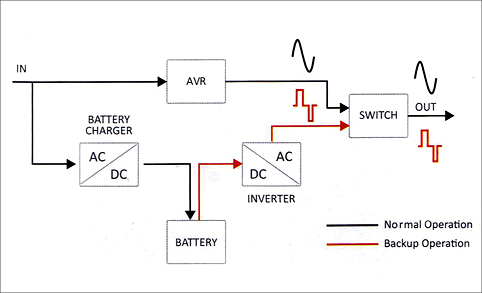 IN
AVR
BATTERY
CHARGER
AC
DC
BATTERY
AC
DC
INVERTER
SWITCH
OUT
Normal Operation
Backup Operation